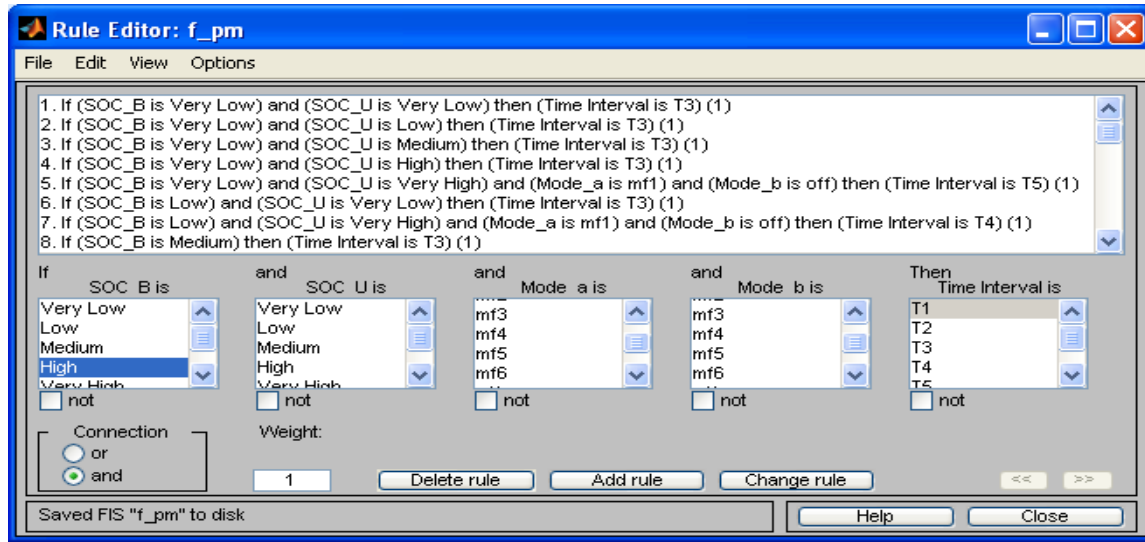 Rule Editor: f_pm
File Edit View Options
1. If (SOC_B is Very Low) and (SOC_U is Very Low) then (Time Interval is T3) (1)
2. If (SOC_B is Very Low) and (SOC_U is Low) then (Time Interval is T3) (1)
3. If (SOC_B is Very Low) and (SOC_U is Medium) then (Time Interval is T3) (1)
4. If (SOC_B is Very Low) and (SOC_U is High) then (Time Interval is T3) (1)
5. If (SOC_B is Very Low) and (SOC_U is Very High) and (Mode_a is mf1) and (Mode_b is off) then (Time Interval is T5) (1)
6. If (SOC_B is Low) and (SOC_U is Very Low) then (Time Interval is T3) (1)
7. If (SOC_B is Low) and (SOC_U is Very High) and (Mode_a is mf1) and (Mode_b is off) then (Time Interval is T4) (1)
8. If (SOC_B is Medium) then (Time Interval is T3) (1)
If and and and Then
SOC_B is SOC_U is Mode_a is Mode_b is Time Interval is
Very Low Very Low mf3 mf3 T1
Low Low mf4 mf4 T2
Medium Medium mf5 mf5 T3
High High mf6 mf6 T4
Very High Very High T5
not not not not not
Connection Weight:
or
and 1 Delete rule Add rule Change rule << >>
Saved FIS "f_pm" to disk Help Close